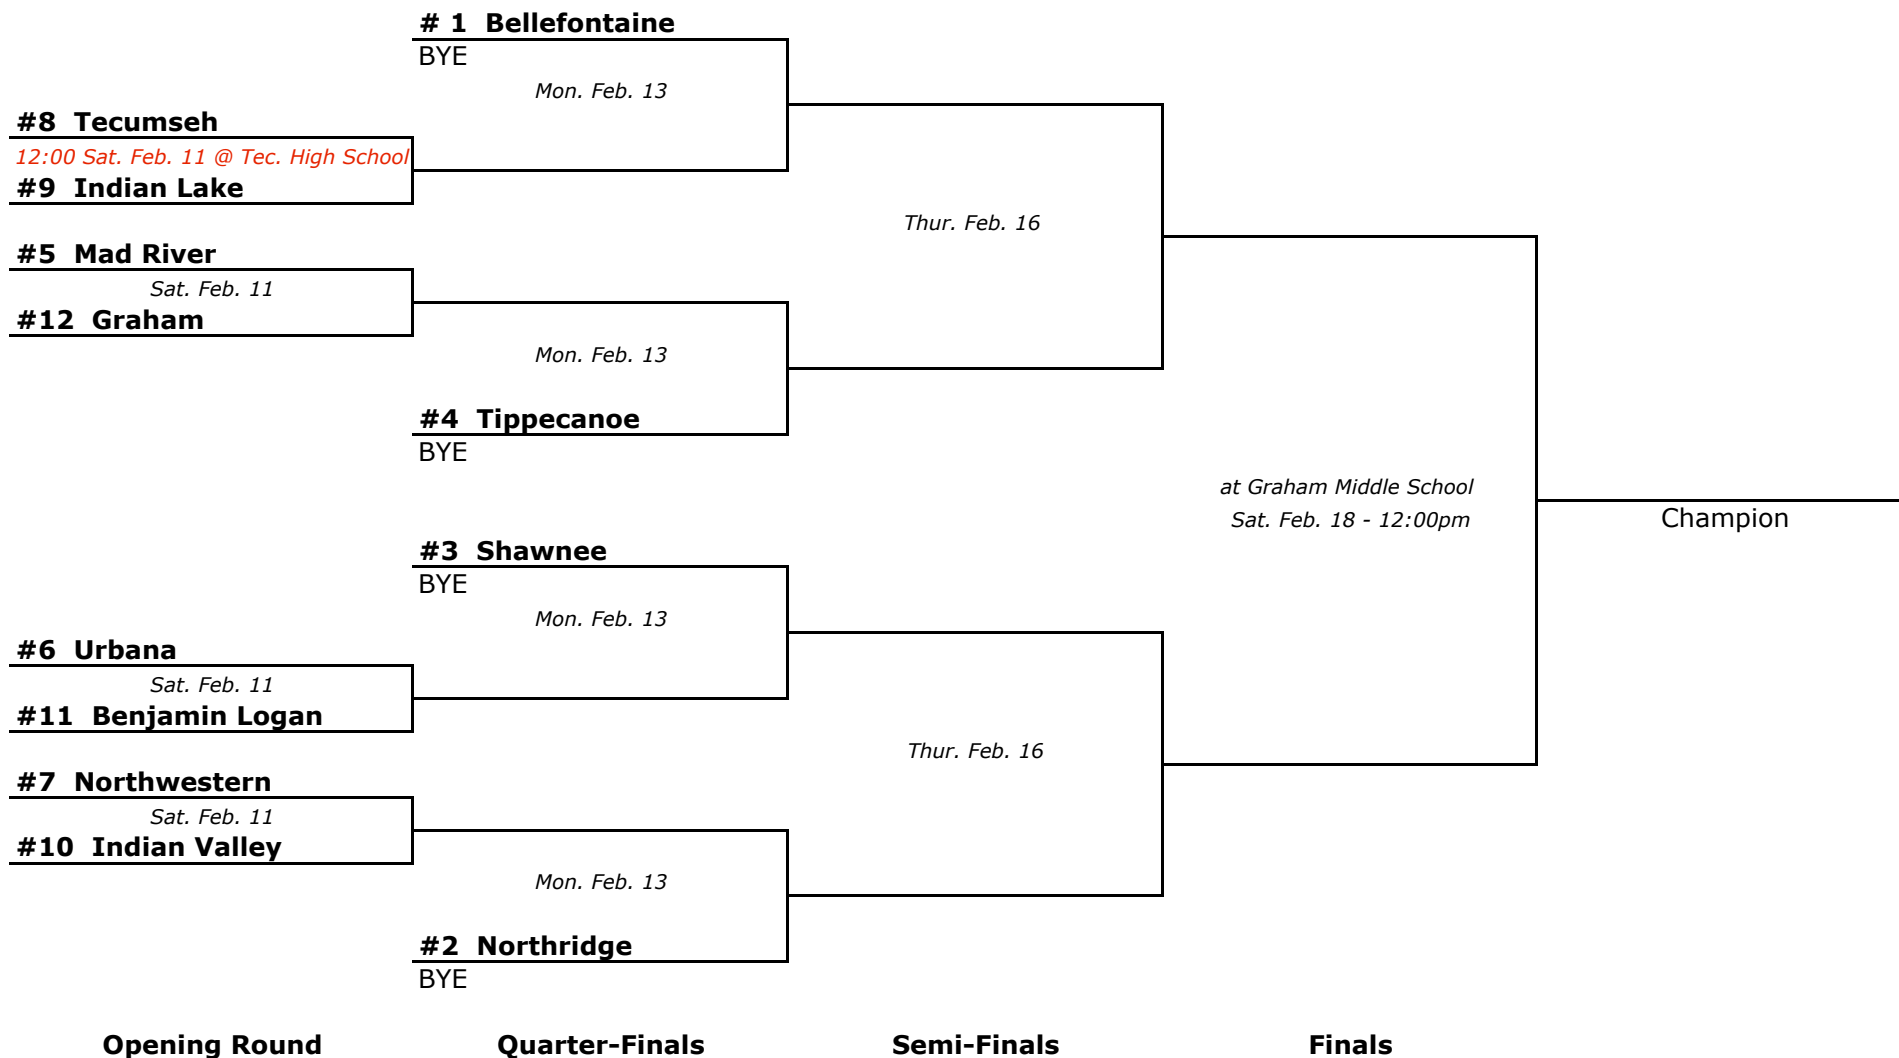 # 1  Bellefontaine
BYE
Mon. Feb. 13
#8  Tecumseh
12:00 Sat. Feb. 11 @ Tec. High School
#9  Indian Lake
Thur. Feb. 16
#5  Mad River
Sat. Feb. 11
#12  Graham
Mon. Feb. 13
#4  Tippecanoe
BYE
at Graham Middle School
Sat. Feb. 18 - 12:00pm
Champion
#3  Shawnee
BYE
Mon. Feb. 13
#6  Urbana
Sat. Feb. 11
#11  Benjamin Logan
Thur. Feb. 16
#7  Northwestern
Sat. Feb. 11
#10  Indian Valley
Mon. Feb. 13
#2  Northridge
BYE
Opening Round  Quarter-Finals  Semi-Finals  Finals